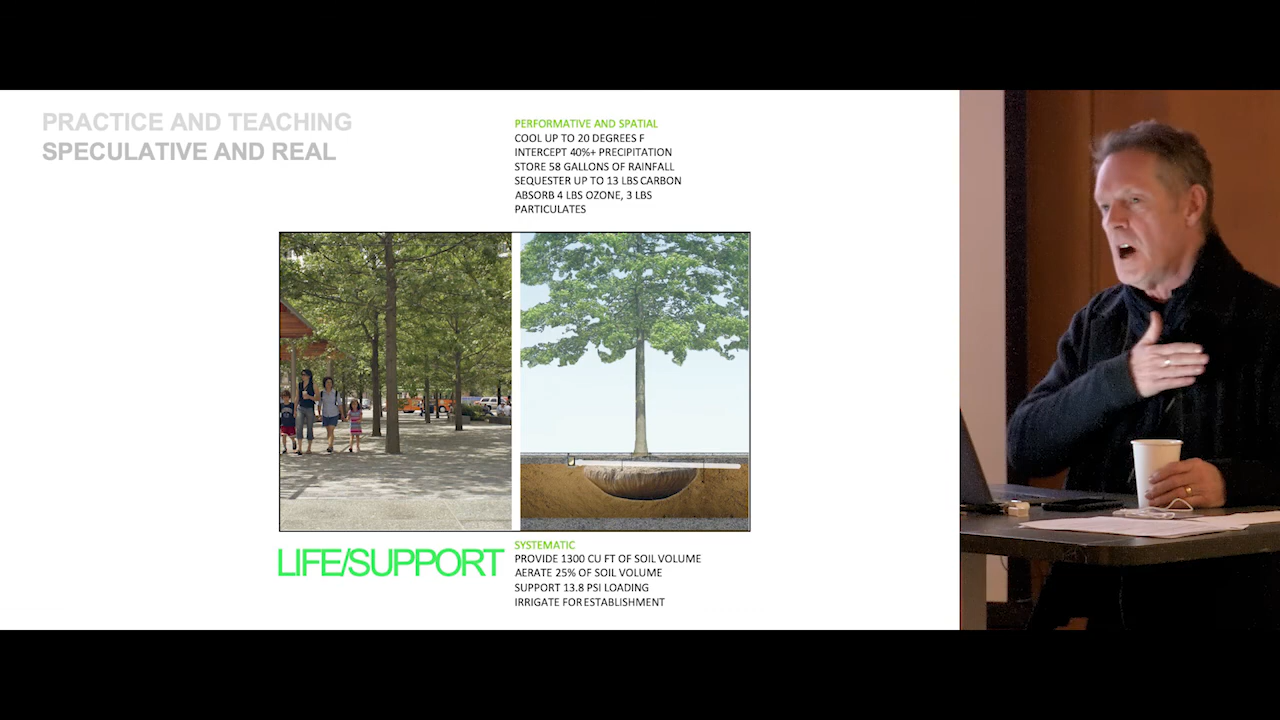 PRACTICE AND TEACHING
SPECULATIVE AND REAL
PERFORMATIVE AND SPATIAL
COOL UP TO 20 DEGREES F
INTERCEPT 40%+ PRECIPITATION
STORE 58 GALLONS OF RAINFALL
SEQUESTER UP TO 13 LBS CARBON
ABSORB 4 LBS OZONE, 3 LBS
PARTICULATES
LIFE/SUPPORT
SYSTEMATIC
PROVIDE 1300 CU FT OF SOIL VOLUME
AERATE 25% OF SOIL VOLUME
SUPPORT 13.8 PSI LOADING
IRRIGATE FOR ESTABLISHMENT